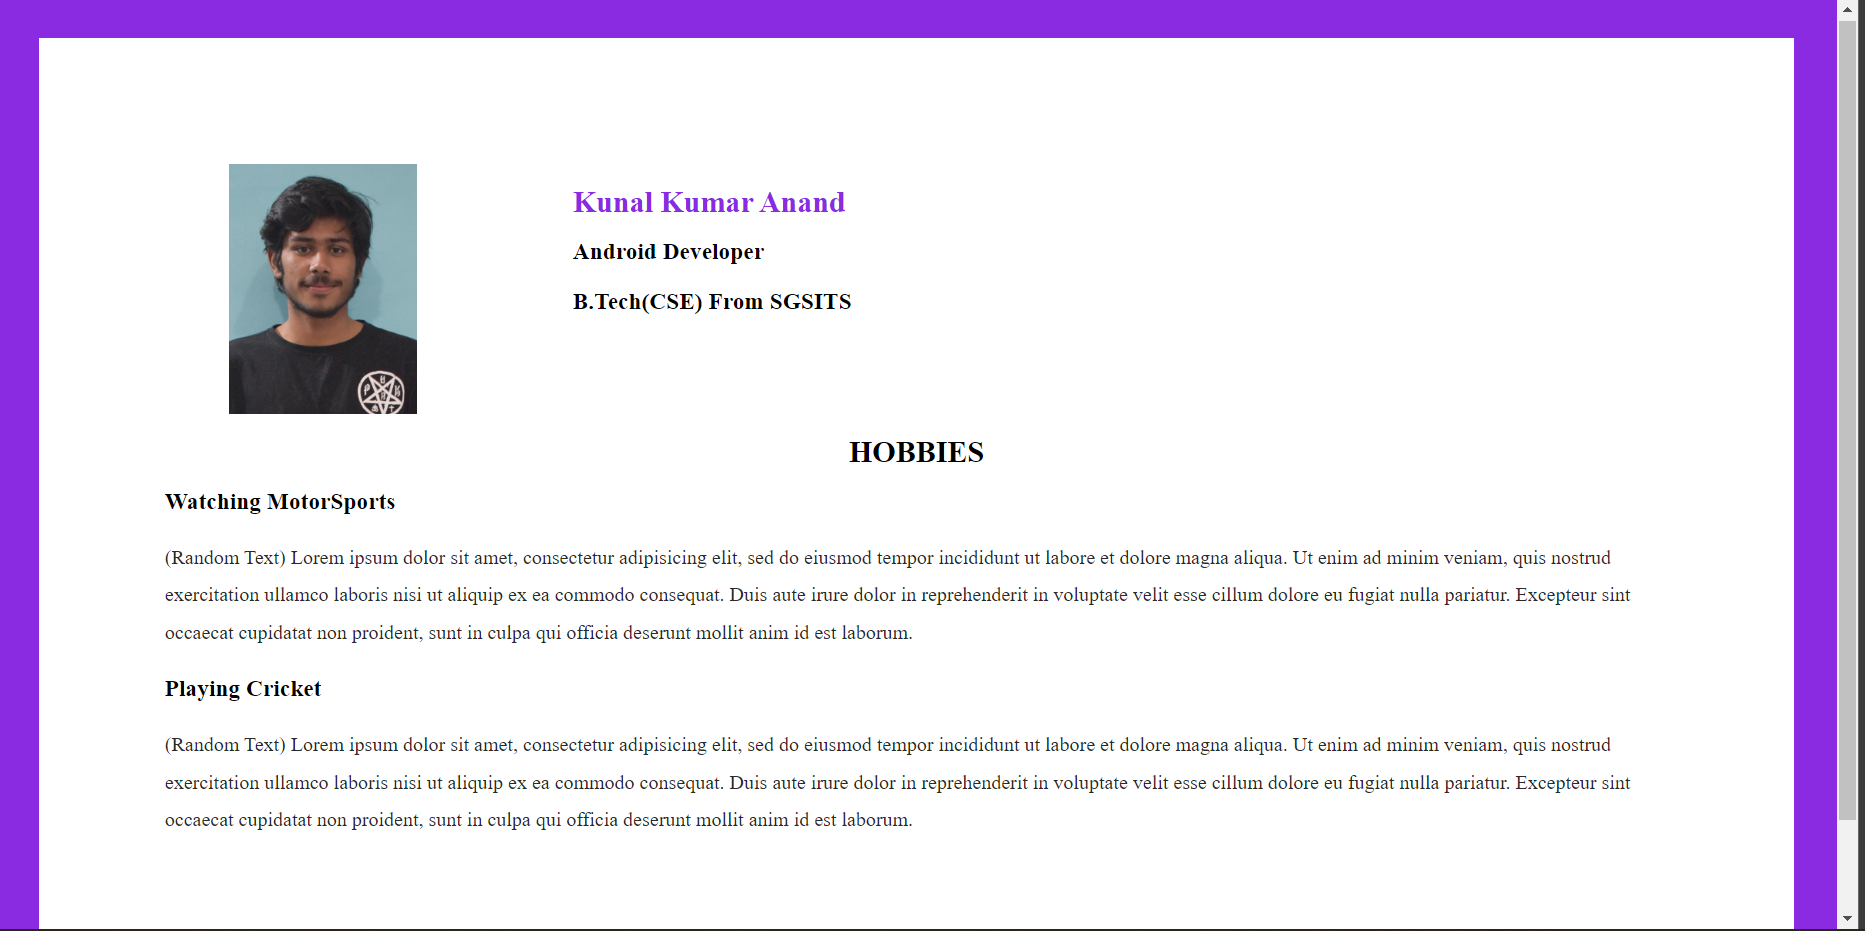 Kunal Kumar Anand
Android Developer
B.Tech(CSE) From SGSITS
HOBBIES
Watching MotorSports
(Random Text) Lorem ipsum dolor sit amet, consectetur adipisicing elit, sed do eiusmod tempor incididunt ut labore et dolore magna aliqua. Ut enim ad minim veniam, quis nostrud
exercitation ullamco laboris nisi ut aliquip ex ea commodo consequat. Duis aute irure dolor in reprehenderit in voluptate velit esse cillum dolore eu fugiat nulla pariatur. Excepteur sint
occaecat cupidatat non proident, sunt in culpa qui officia deserunt mollit anim id est laborum.
Playing Cricket
(Random Text) Lorem ipsum dolor sit amet, consectetur adipisicing elit, sed do eiusmod tempor incididunt ut labore et dolore magna aliqua. Ut enim ad minim veniam, quis nostrud
exercitation ullamco laboris nisi ut aliquip ex ea commodo consequat. Duis aute irure dolor in reprehenderit in voluptate velit esse cillum dolore eu fugiat nulla pariatur. Excepteur sint
occaecat cupidatat non proident, sunt in culpa qui officia deserunt mollit anim id est laborum.